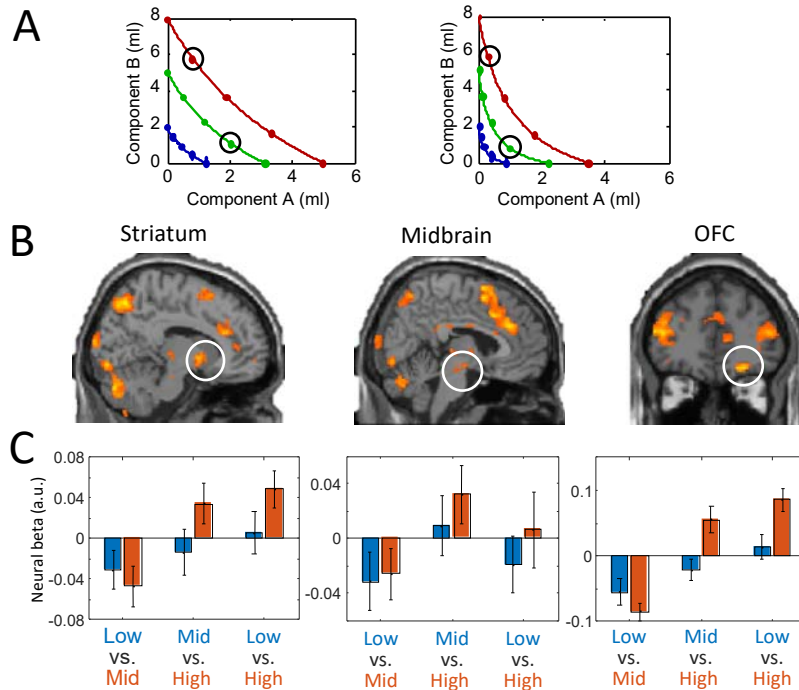 A
Component B (ml)
8
6
4
2
0
0 2 4 6
Component A (ml)
Component B (ml)
8
6
4
2
0
0 2 4 6
Component A (ml)
B
Striatum
Midbrain
OFC
C
Neural beta (a.u.)
0.08
0.04
0
-0.04
-0.08
Low Mid Low
vs. vs. vs.
Mid High High
0.04
0
-0.04
Low Mid Low
vs. vs. vs.
Mid High High
0.1
0
-0.1
Low Mid Low
vs. vs. vs.
Mid High High